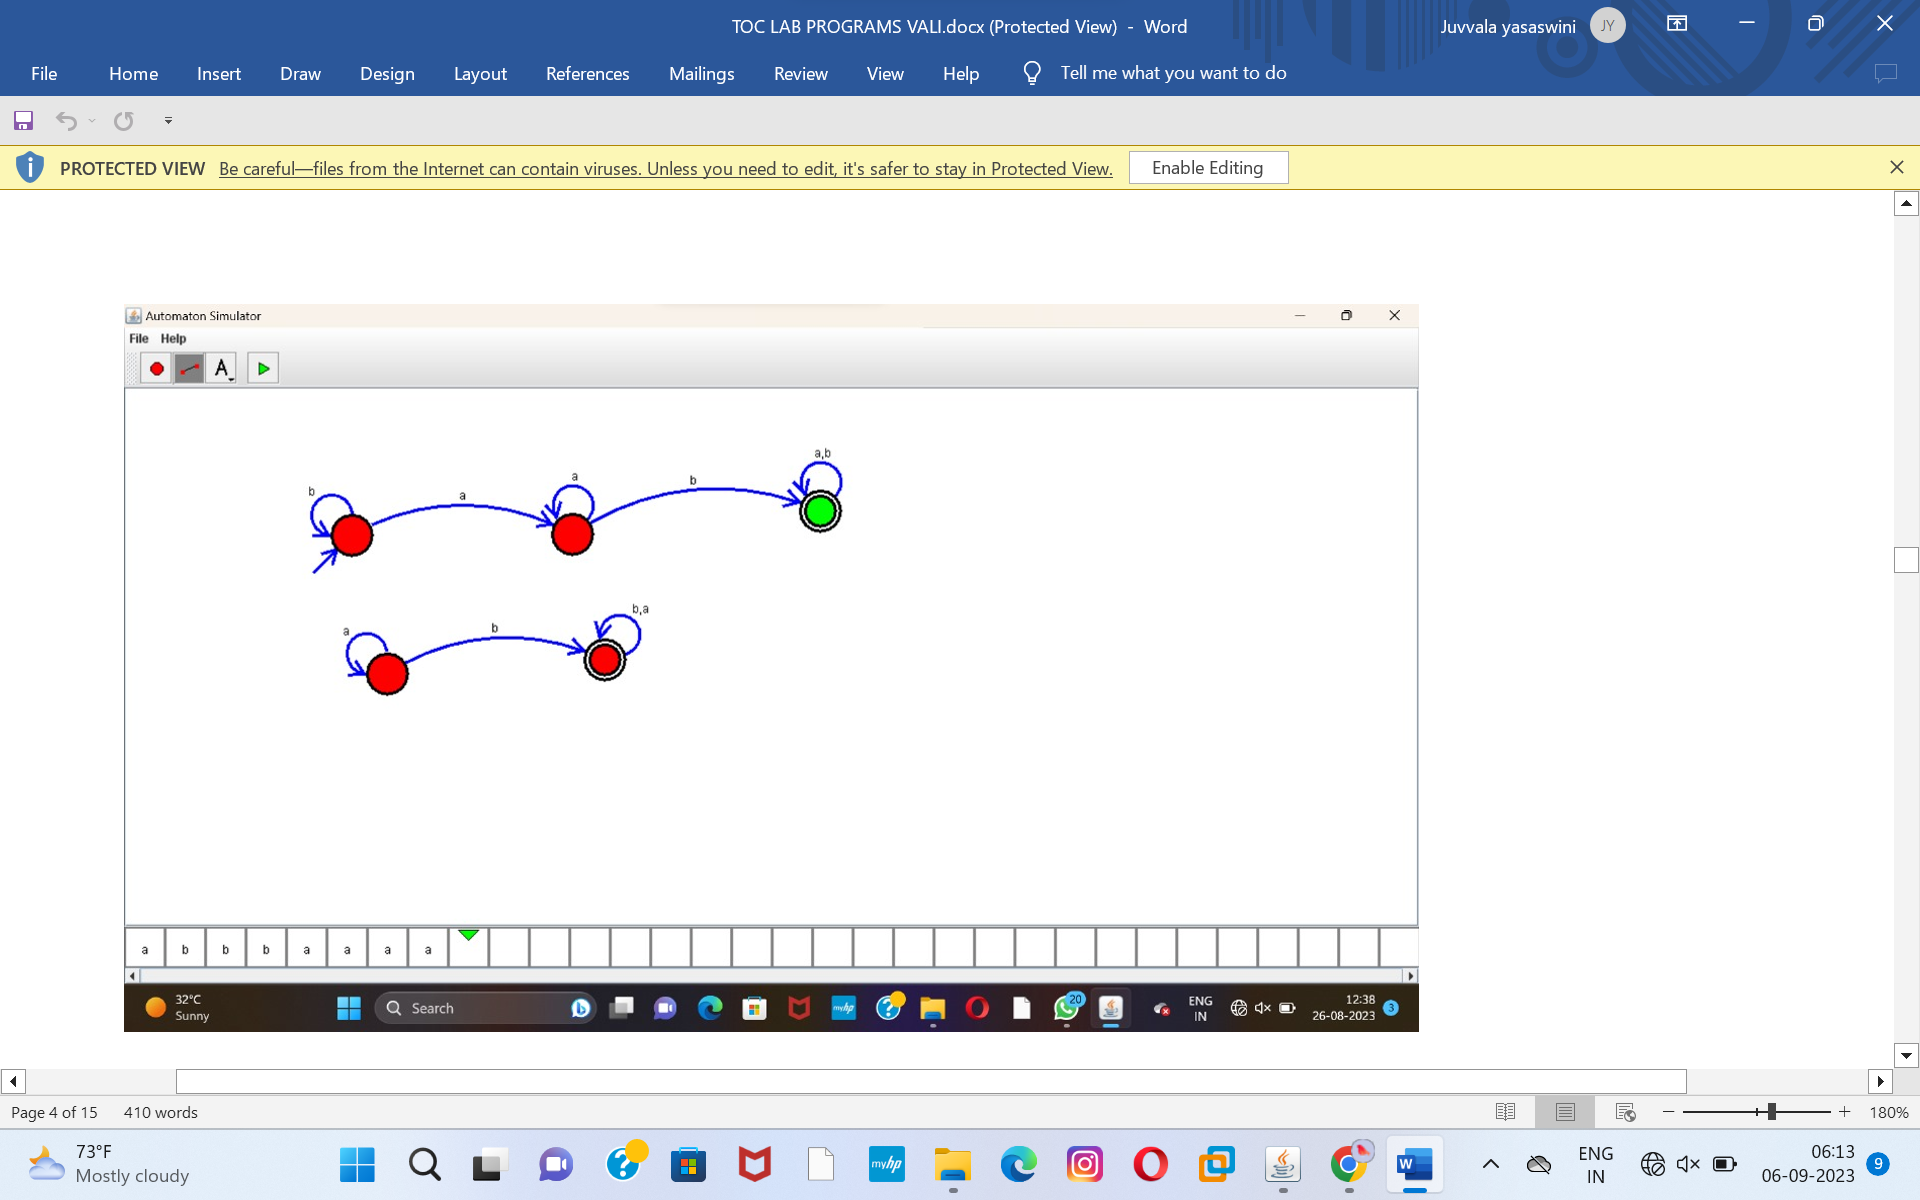 TOC LAB PROGRAMS VALI.docx (Protected View) - Word
Juvvala yasaswini
JY
File Home Insert Draw Design Layout References Mailings Review View Help Tell me what you want to do
PROTECTED VIEW Be careful—files from the Internet can contain viruses. Unless you need to edit, it's safer to stay in Protected View. Enable Editing
Automaton Simulator
File Help
A
a,b
a
b
b
a
b,a
b
a
a b b b a a a a
32°C
Sunny
Search
myhp
?
20
ENG
IN
12:38
26-08-2023
3
Page 4 of 15 410 words
180%
73°F
Mostly cloudy
?
myhp
W
ENG
IN
06:13
06-09-2023
9